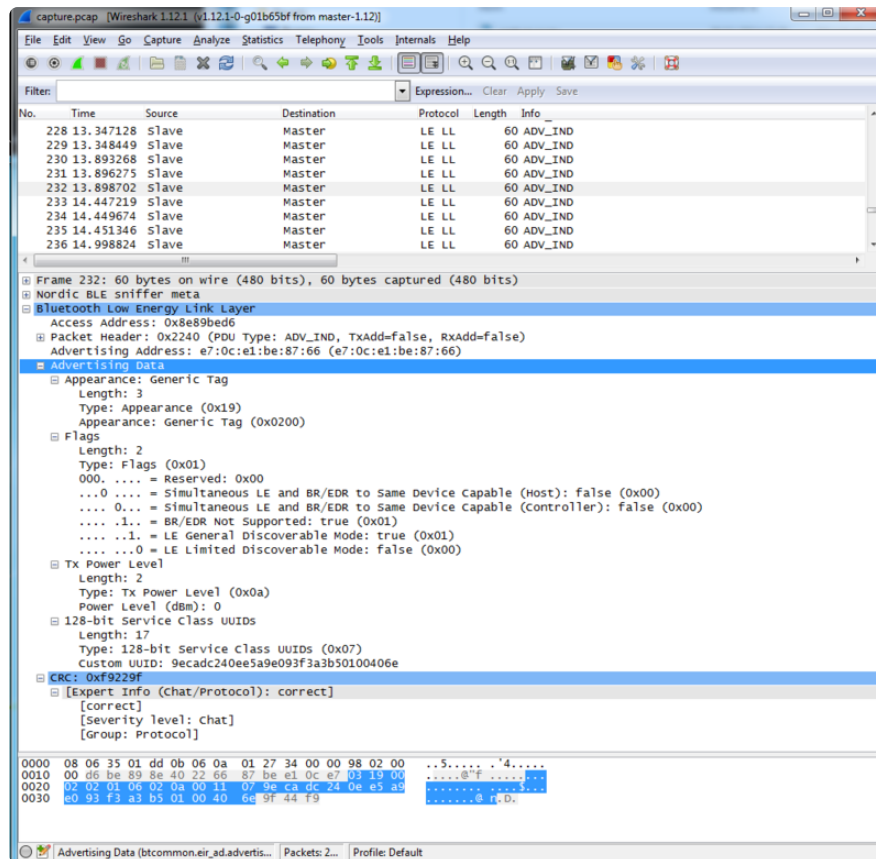 capture.pcap [Wireshark 1.12.1 (v1.12.1-0-g01b65bf from master-1.12)]
File Edit View Go Capture Analyze Statistics Telephony Tools Internals Help
Filter: Expression... Clear Apply Save
No. Time Source Destination Protocol Length Info
228 13.347128 Slave Master LE LL 60 ADV_IND
229 13.348449 Slave Master LE LL 60 ADV_IND
230 13.893268 Slave Master LE LL 60 ADV_IND
231 13.896275 Slave Master LE LL 60 ADV_IND
232 13.898702 Slave Master LE LL 60 ADV_IND
233 14.447219 Slave Master LE LL 60 ADV_IND
234 14.449674 Slave Master LE LL 60 ADV_IND
235 14.451346 Slave Master LE LL 60 ADV_IND
236 14.998824 Slave Master LE LL 60 ADV_IND
Frame 232: 60 bytes on wire (480 bits), 60 bytes captured (480 bits)
Nordic BLE sniffer meta
Bluetooth Low Energy Link Layer
Access Address: 0x8e89bed6
Packet Header: 0x2240 (PDU Type: ADV_IND, TxAdd=false, RxAdd=false)
Advertising Address: e7:0c:e1:be:87:66 (e7:0c:e1:be:87:66)
Advertising Data
Appearance: Generic Tag
Length: 3
Type: Appearance (0x19)
Appearance: Generic Tag (0x0200)
Flags
Length: 2
Type: Flags (0x01)
000. .... = Reserved: 0x00
...0 .... = Simultaneous LE and BR/EDR to Same Device Capable (Host): false (0x00)
.... 0... = Simultaneous LE and BR/EDR to Same Device Capable (Controller): false (0x00)
.... .1.. = BR/EDR Not Supported: true (0x01)
.... ..1. = LE General Discoverable Mode: true (0x01)
.... ...0 = LE Limited Discoverable Mode: false (0x00)
Tx Power Level
Length: 2
Type: Tx Power Level (0x0a)
Power Level (dBm): 0
128-bit Service Class UUIDs
Length: 17
Type: 128-bit Service Class UUIDs (0x07)
Custom UUID: 9ecadc240ee5a9e093f3a3b50100406e
CRC: 0xf9229f
[Expert Info (Chat/Protocol): correct]
[correct]
[Severity level: Chat]
[Group: Protocol]
0000 08 06 35 01 dd 0b 06 0a 01 27 34 00 00 98 02 00 ..5..... .'4.....
0010 00 d6 be 89 8e 40 22 66 87 be e1 0c e7 03 19 00 .....@"f ........
0020 02 02 01 06 02 0a 00 11 07 9e ca dc 24 0e e5 a9 ........ ....$...
0030 e0 93 f3 a3 b5 01 00 40 6e 9f 44 f9 .......@ n.D.
Advertising Data (btcommon.eir_ad.advertis... Packets: 2... Profile: Default